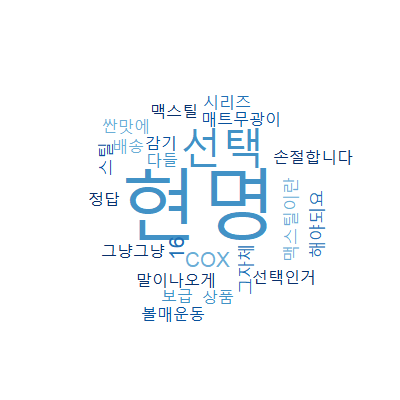 시리즈
맥스틸
매트무광이
싼맛에
선택
배송
감기
스틸
다들
손절합니다
현명
정답
맥스틸이란
해야되요
16
그냥그냥
COX
그자체
말이나오게
선택인거
보급
상품
볼매운동